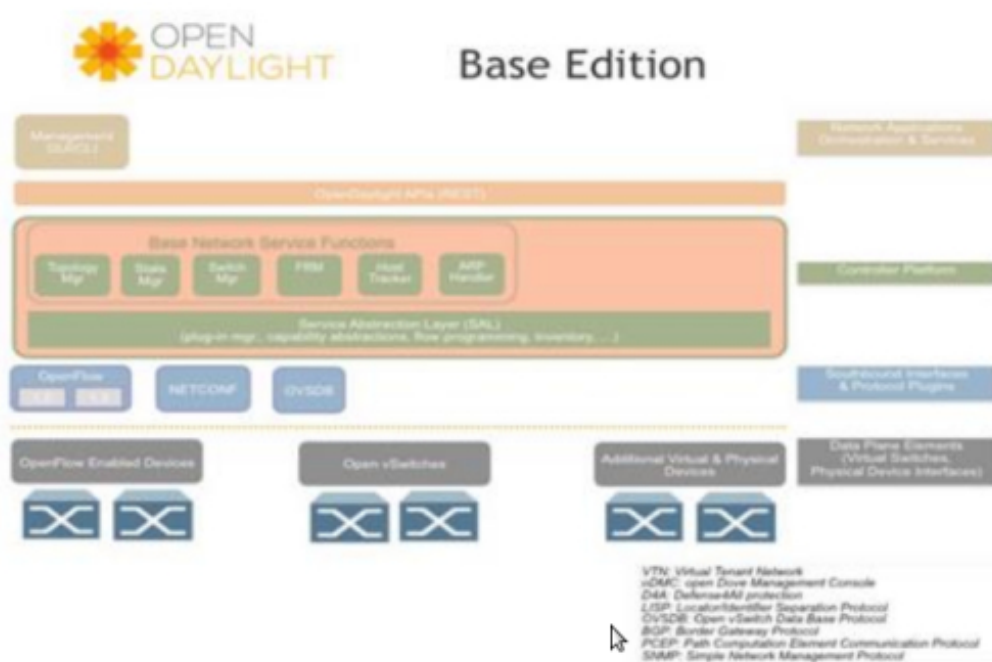 OPEN
DAYLIGHT
Base Edition
Management
GUI/CLI
Network Applications
Orchestration & Services
OpenDaylight APIs (REST)
Base Network Service Functions
Topology
Mgr
Stats
Mgr
Switch
Mgr
FRM
Host
Tracker
ARP
Handler
Controller Platform
Service Abstraction Layer (SAL)
(plug-in mgr., capability abstractions, flow programming, inventory, ...)
OpenFlow
NETCONF
OVSDB
Southbound Interfaces
& Protocol Plugins
OpenFlow Enabled Devices
Open vSwitches
Additional Virtual & Physical
Devices
Data Plane Elements
(Virtual Switches,
Physical Device Interfaces)
VTN: Virtual Tenant Network
oDMC: open Dove Management Console
D4A: Defense4All protection
LISP: Locator/Identifier Separation Protocol
OVSDB: Open vSwitch Data Base Protocol
BGP: Border Gateway Protocol
PCEP: Path Computation Element Communication Protocol
SNMP: Simple Network Management Protocol